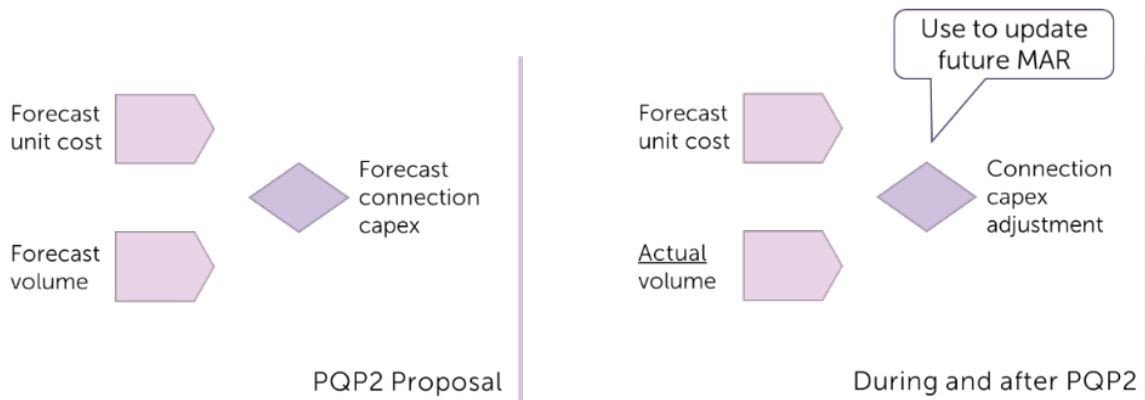 Forecast
unit cost
Forecast
volume
Forecast
connection
capex
PQP2 Proposal
Use to update
future MAR
Forecast
unit cost
Actual
volume
Connection
capex
adjustment
During and after PQP2